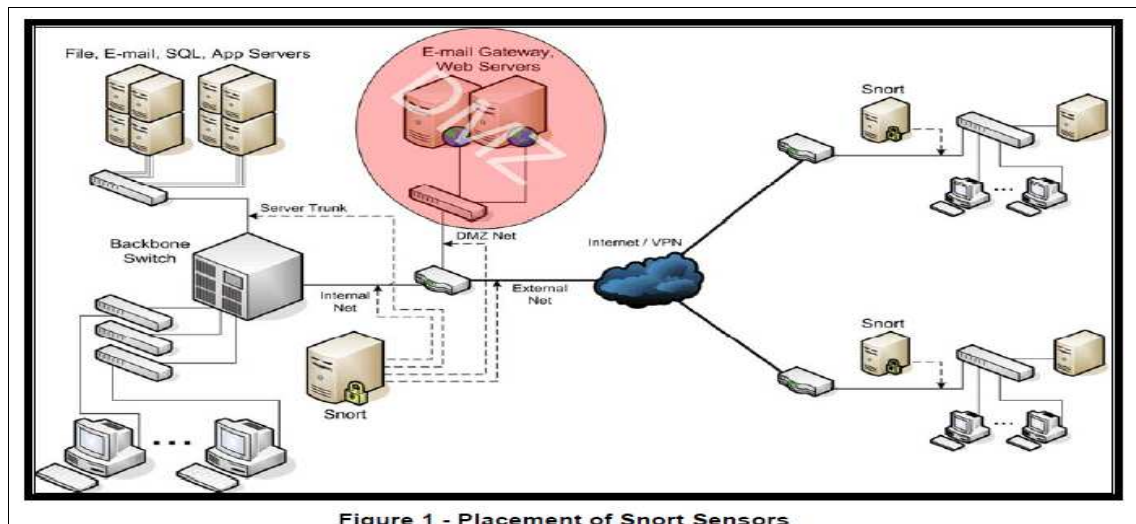 File, E-mail, SQL, App Servers
E-mail Gateway,
Web Servers
DMZ
Snort
Server Trunk
DMZ Net
Backbone
Switch
Internet / VPN
Internal
Net
External
Net
Snort
Snort
Figure 1 - Placement of Snort Sensors